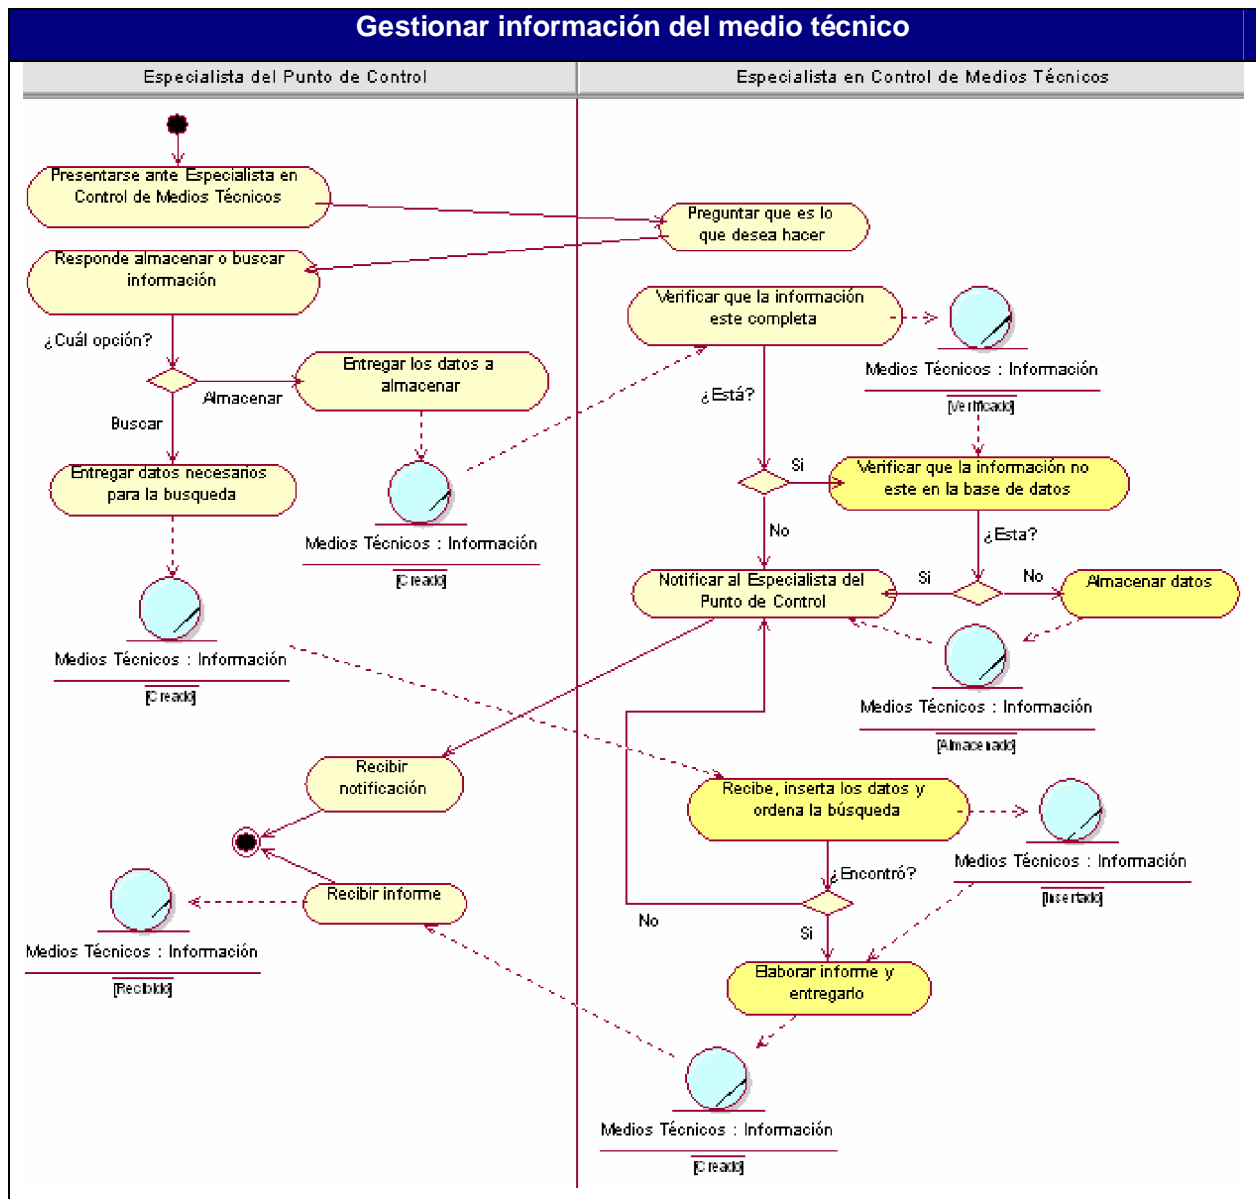 Gestionar información del medio técnico
Especialista del Punto de Control
Especialista en Control de Medios Técnicos
Presentarse ante Especialista en
Control de Medios Técnicos
Preguntar que es lo
que desea hacer
Responde almacenar o buscar
información
¿Cuál opción?
Almacenar
Buscar
Entregar los datos a
almacenar
Medios Técnicos : Información
[Creado]
Entregar datos necesarios
para la busqueda
Medios Técnicos : Información
[Creado]
Verificar que la información
este completa
Medios Técnicos : Información
[Verificado]
¿Está?
Si
No
Verificar que la información no
este en la base de datos
¿Esta?
Si
No
Almacenar datos
Notificar al Especialista del
Punto de Control
Medios Técnicos : Información
[Almacenado]
Recibir
notificación
Recibe, inserta los datos y
ordena la búsqueda
Medios Técnicos : Información
[Insertado]
¿Encontró?
No
Si
Recibir informe
Medios Técnicos : Información
[Recibido]
Elaborar informe y
entregarlo
Medios Técnicos : Información
[Creado]